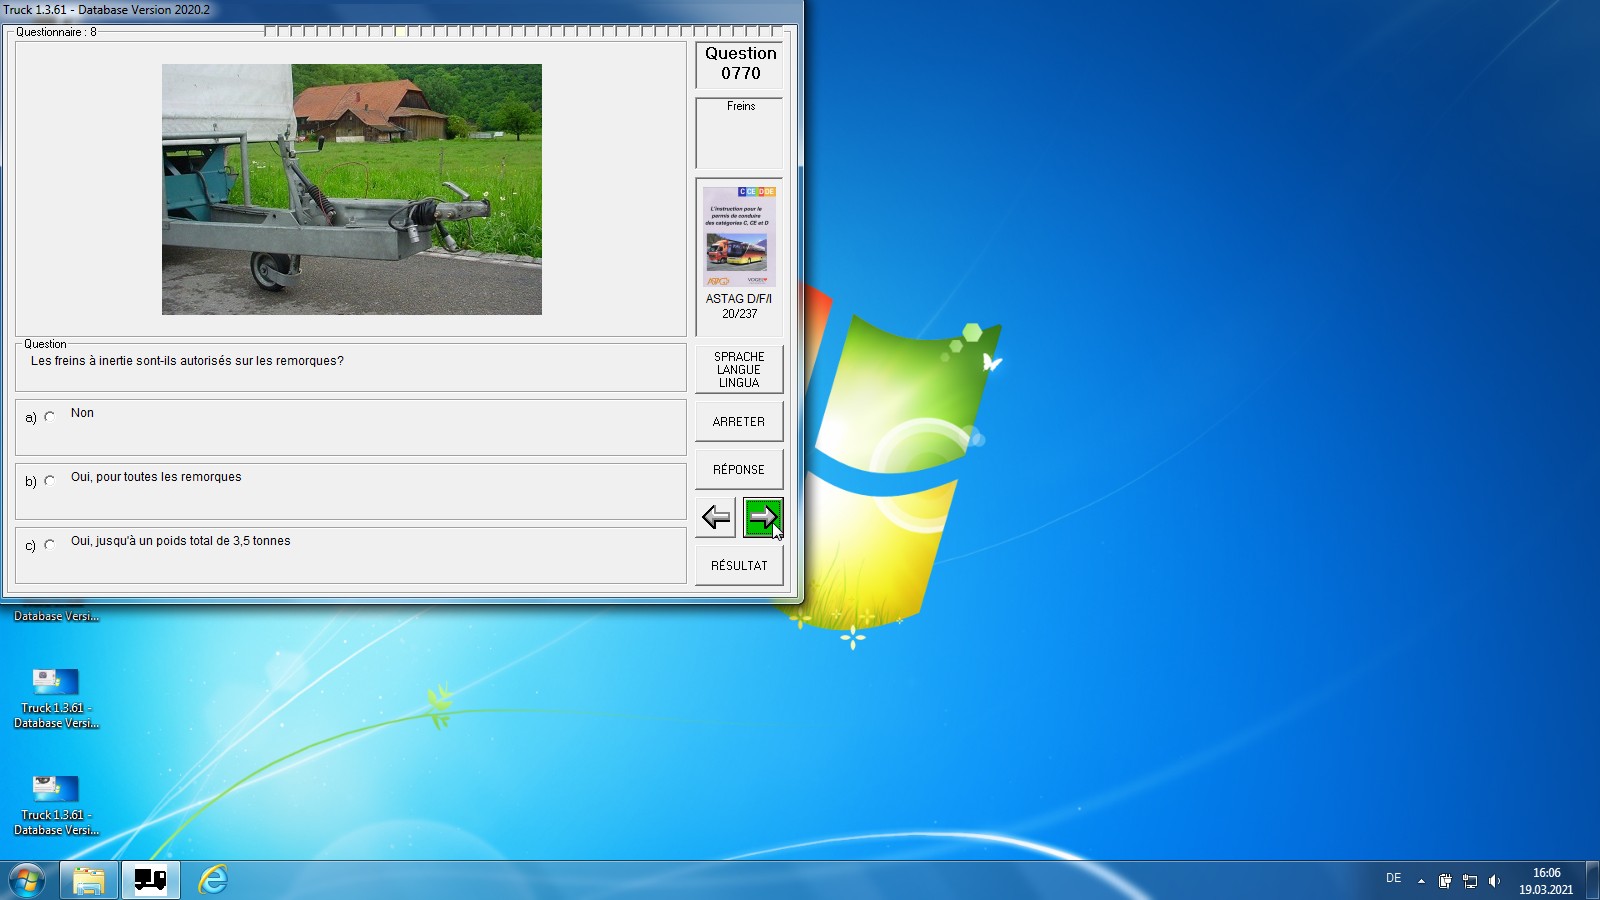 Truck 1.3.61 - Database Version 2020.2
Questionnaire : 8
Question
0770
Freins
C CE D DE
L'instruction pour le
permis de conduire
des catégories C, CE et D
ASTAG D/F/I
20/237
Question
Les freins à inertie sont-ils autorisés sur les remorques?
SPRACHE
LANGUE
LINGUA
a) Non
ARRETER
b) Oui, pour toutes les remorques
RÉPONSE
c) Oui, jusqu'à un poids total de 3,5 tonnes
RÉSULTAT
Database Versi...
Truck 1.3.61 -
Database Versi...
Truck 1.3.61 -
Database Versi...
DE
16:06
19.03.2021